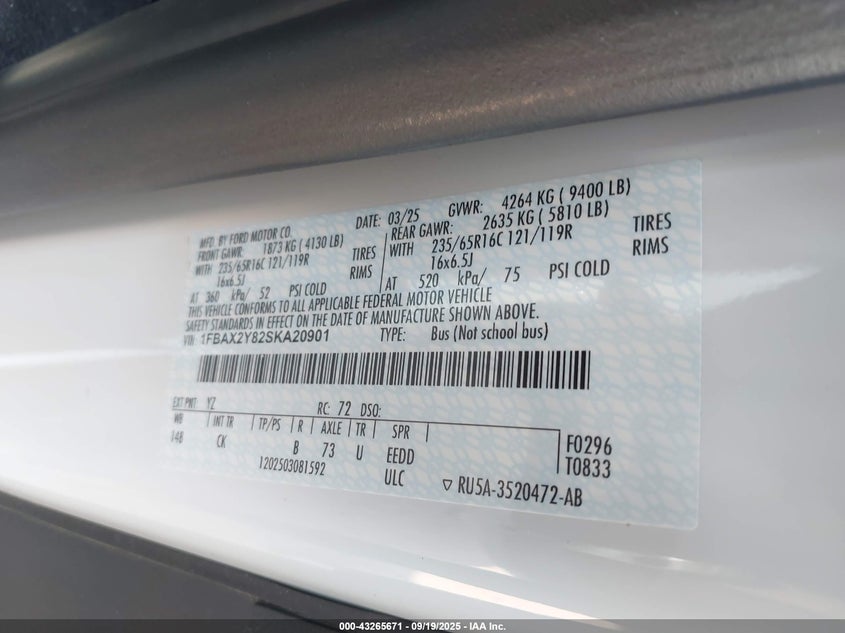 MFD. BY FORD MOTOR CO.
DATE: 03/25 GVWR: 4264 KG ( 9400 LB)
FRONT GAWR: 1873 KG ( 4130 LB)
WITH 235/65R16C 121/119R TIRES
16x6.5J RIMS
AT 360 kPa/ 52 PSI COLD
REAR GAWR: 2635 KG ( 5810 LB)
WITH 235/65R16C 121/119R TIRES
16x6.5J RIMS
AT 520 kPa/ 75 PSI COLD
THIS VEHICLE CONFORMS TO ALL APPLICABLE FEDERAL MOTOR VEHICLE
SAFETY STANDARDS IN EFFECT ON THE DATE OF MANUFACTURE SHOWN ABOVE.
VIN: 1FBAX2Y82SKA20901 TYPE: Bus (Not school bus)
EXT PNT: YZ RC: 72 DSO:
WB INT TR TP/PS R AXLE TR SPR
148 CK B 73 U EEDD
1202503081592 ULC
F0296
T0833
RU5A-3520472-AB
000-43265671 - 09/19/2025 - IAA Inc.